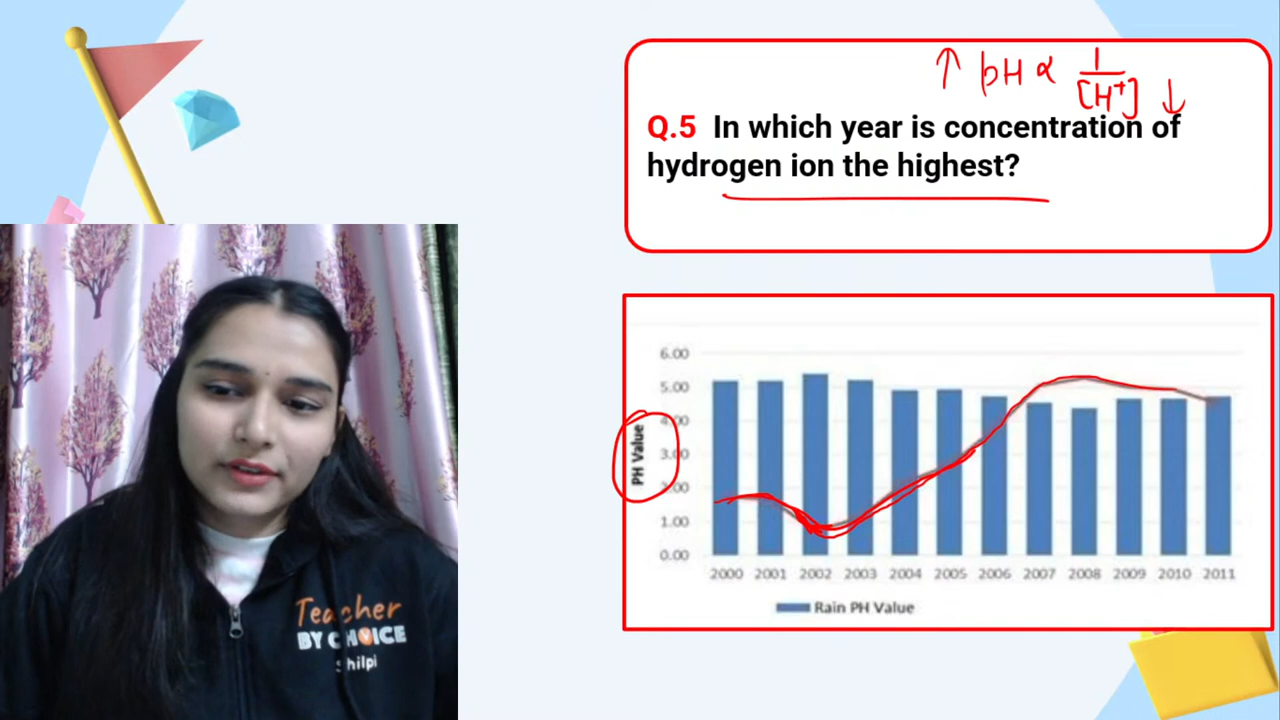 ↑ pH ∝ 1/[H⁺] ↓
Q.5 In which year is concentration of
hydrogen ion the highest?
6.00
5.00
4.00
3.00
2.00
1.00
0.00
PH Value
2000 2001 2002 2003 2004 2005 2006 2007 2008 2009 2010 2011
Rain PH Value
Teacher
BY CHOICE
Shilpi